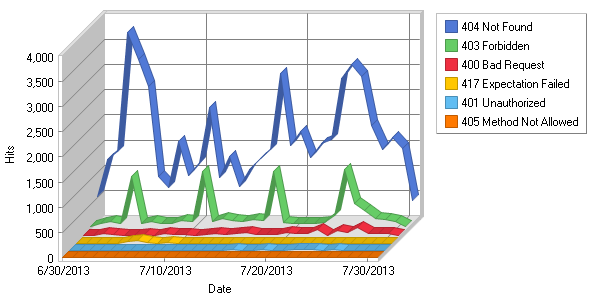 404 Not Found
403 Forbidden
400 Bad Request
417 Expectation Failed
401 Unauthorized
405 Method Not Allowed
4,000
3,500
3,000
2,500
2,000
1,500
1,000
500
0
Hits
6/30/2013 7/10/2013 7/20/2013 7/30/2013
Date